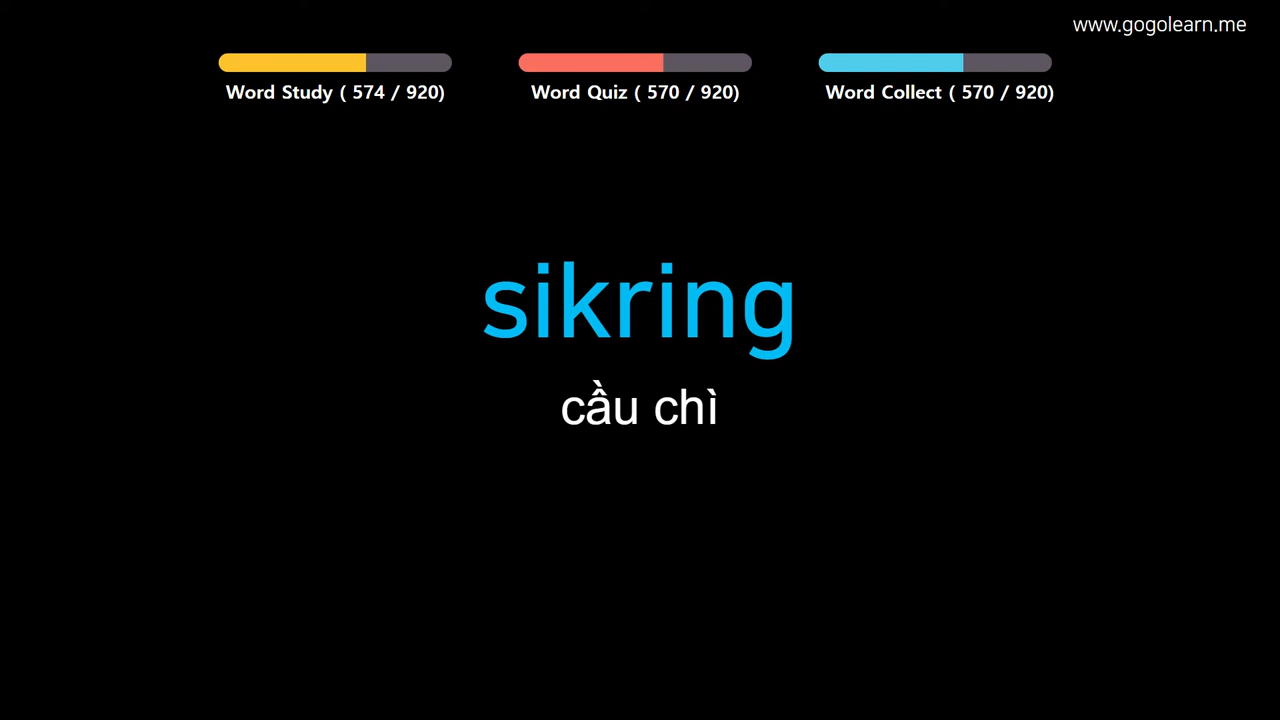 www.gogolearn.me
Word Study ( 574 / 920)
Word Quiz ( 570 / 920)
Word Collect ( 570 / 920)
sikring
cầu chì